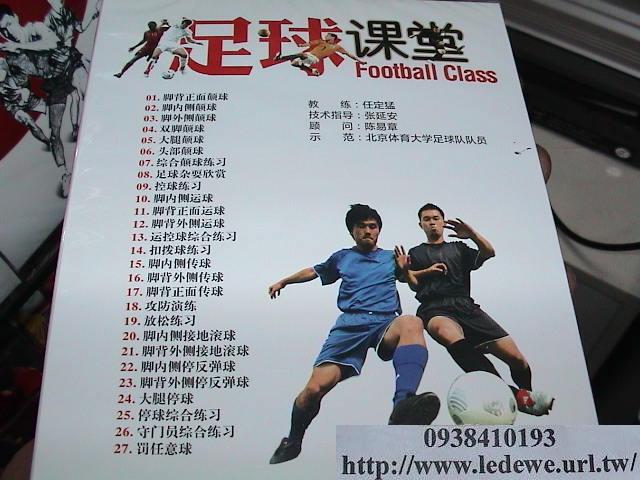 足球课堂
Football Class
01. 脚背正面颠球
02. 脚内侧颠球
03. 脚外侧颠球
04. 双脚颠球
05. 大腿颠球
06. 头部颠球
07. 综合颠球练习
08. 足球杂耍欣赏
09. 控球练习
10. 脚内侧运球
11. 脚背正面运球
12. 脚背外侧运球
13. 运控球综合练习
14. 扣拨球练习
15. 脚内侧传球
16. 脚背外侧传球
17. 脚背正面传球
18. 攻防演练
19. 放松练习
20. 脚内侧接地滚球
21. 脚背外侧接地滚球
22. 脚内侧停反弹球
23. 脚背外侧停反弹球
24. 大腿停球
25. 停球综合练习
26. 守门员综合练习
27. 罚任意球
教 练：任定猛
技术指导：张延安
顾 问：陈易章
示 范：北京体育大学足球队队员
0938410193
http://www.ledewe.url.tw/